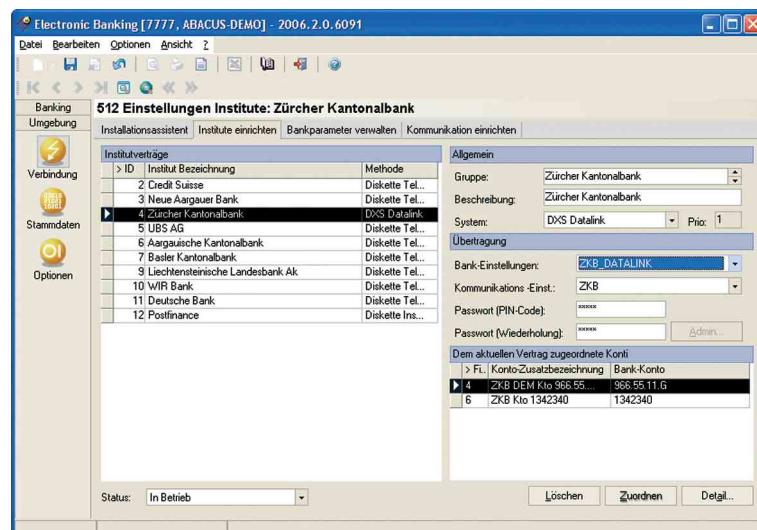 Electronic Banking [7777, ABACUS-DEMO] - 2006.2.0.6091
Datei Bearbeiten Optionen Ansicht ?
Banking
Umgebung
Verbindung
Stammdaten
Optionen
512 Einstellungen Institute: Zürcher Kantonalbank
Installationsassistent Institute einrichten Bankparameter verwalten Kommunikation einrichten
Institutverträge
> ID Institut Bezeichnung Methode
2 Credit Suisse Diskette Tel...
3 Neue Aargauer Bank Diskette Tel...
4 Zürcher Kantonalbank DXS Datalink
5 UBS AG Diskette Tel...
6 Aargauische Kantonalbank Diskette Tel...
7 Basler Kantonalbank Diskette Tel...
9 Liechtensteinische Landesbank Ak Diskette Tel...
10 WIR Bank Diskette Tel...
11 Deutsche Bank Diskette Tel...
12 Postfinance Diskette Ins...
Status: In Betrieb
Allgemein
Gruppe: Zürcher Kantonalbank
Beschreibung: Zürcher Kantonalbank
System: DXS Datalink Prio: 1
Übertragung
Bank-Einstellungen: ZKB_DATALINK
Kommunikations -Einst.: ZKB
Passwort (PIN-Code): *****
Passwort (Wiederholung): ***** Admin...
Dem aktuellen Vertrag zugeordnete Konti
> Fi.. Konto-Zusatzbezeichnung Bank-Konto
4 ZKB DEM Kto 966.55.... 966.55.11.G
6 ZKB Kto 1342340 1342340
Löschen Zuordnen Detail...